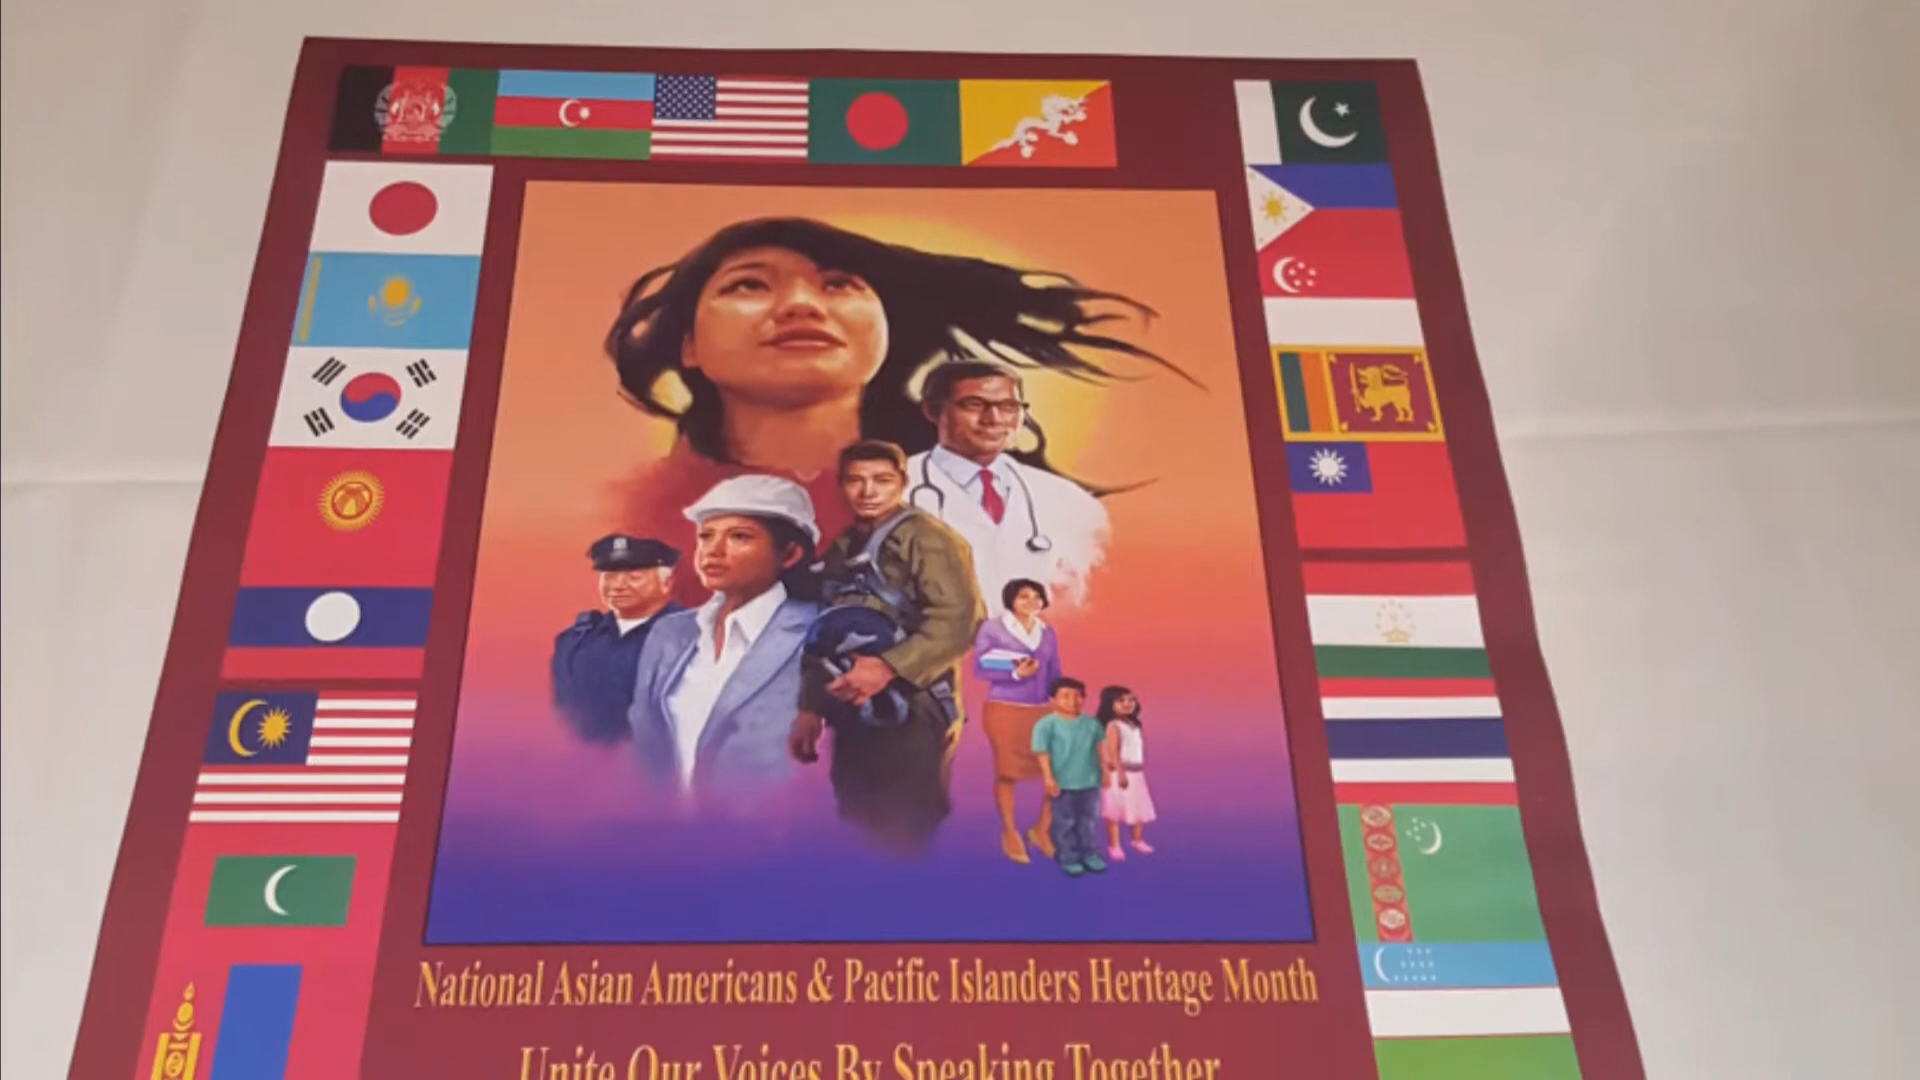 National Asian Americans & Pacific Islanders Heritage Month
Unite Our Voices By Speaking Together